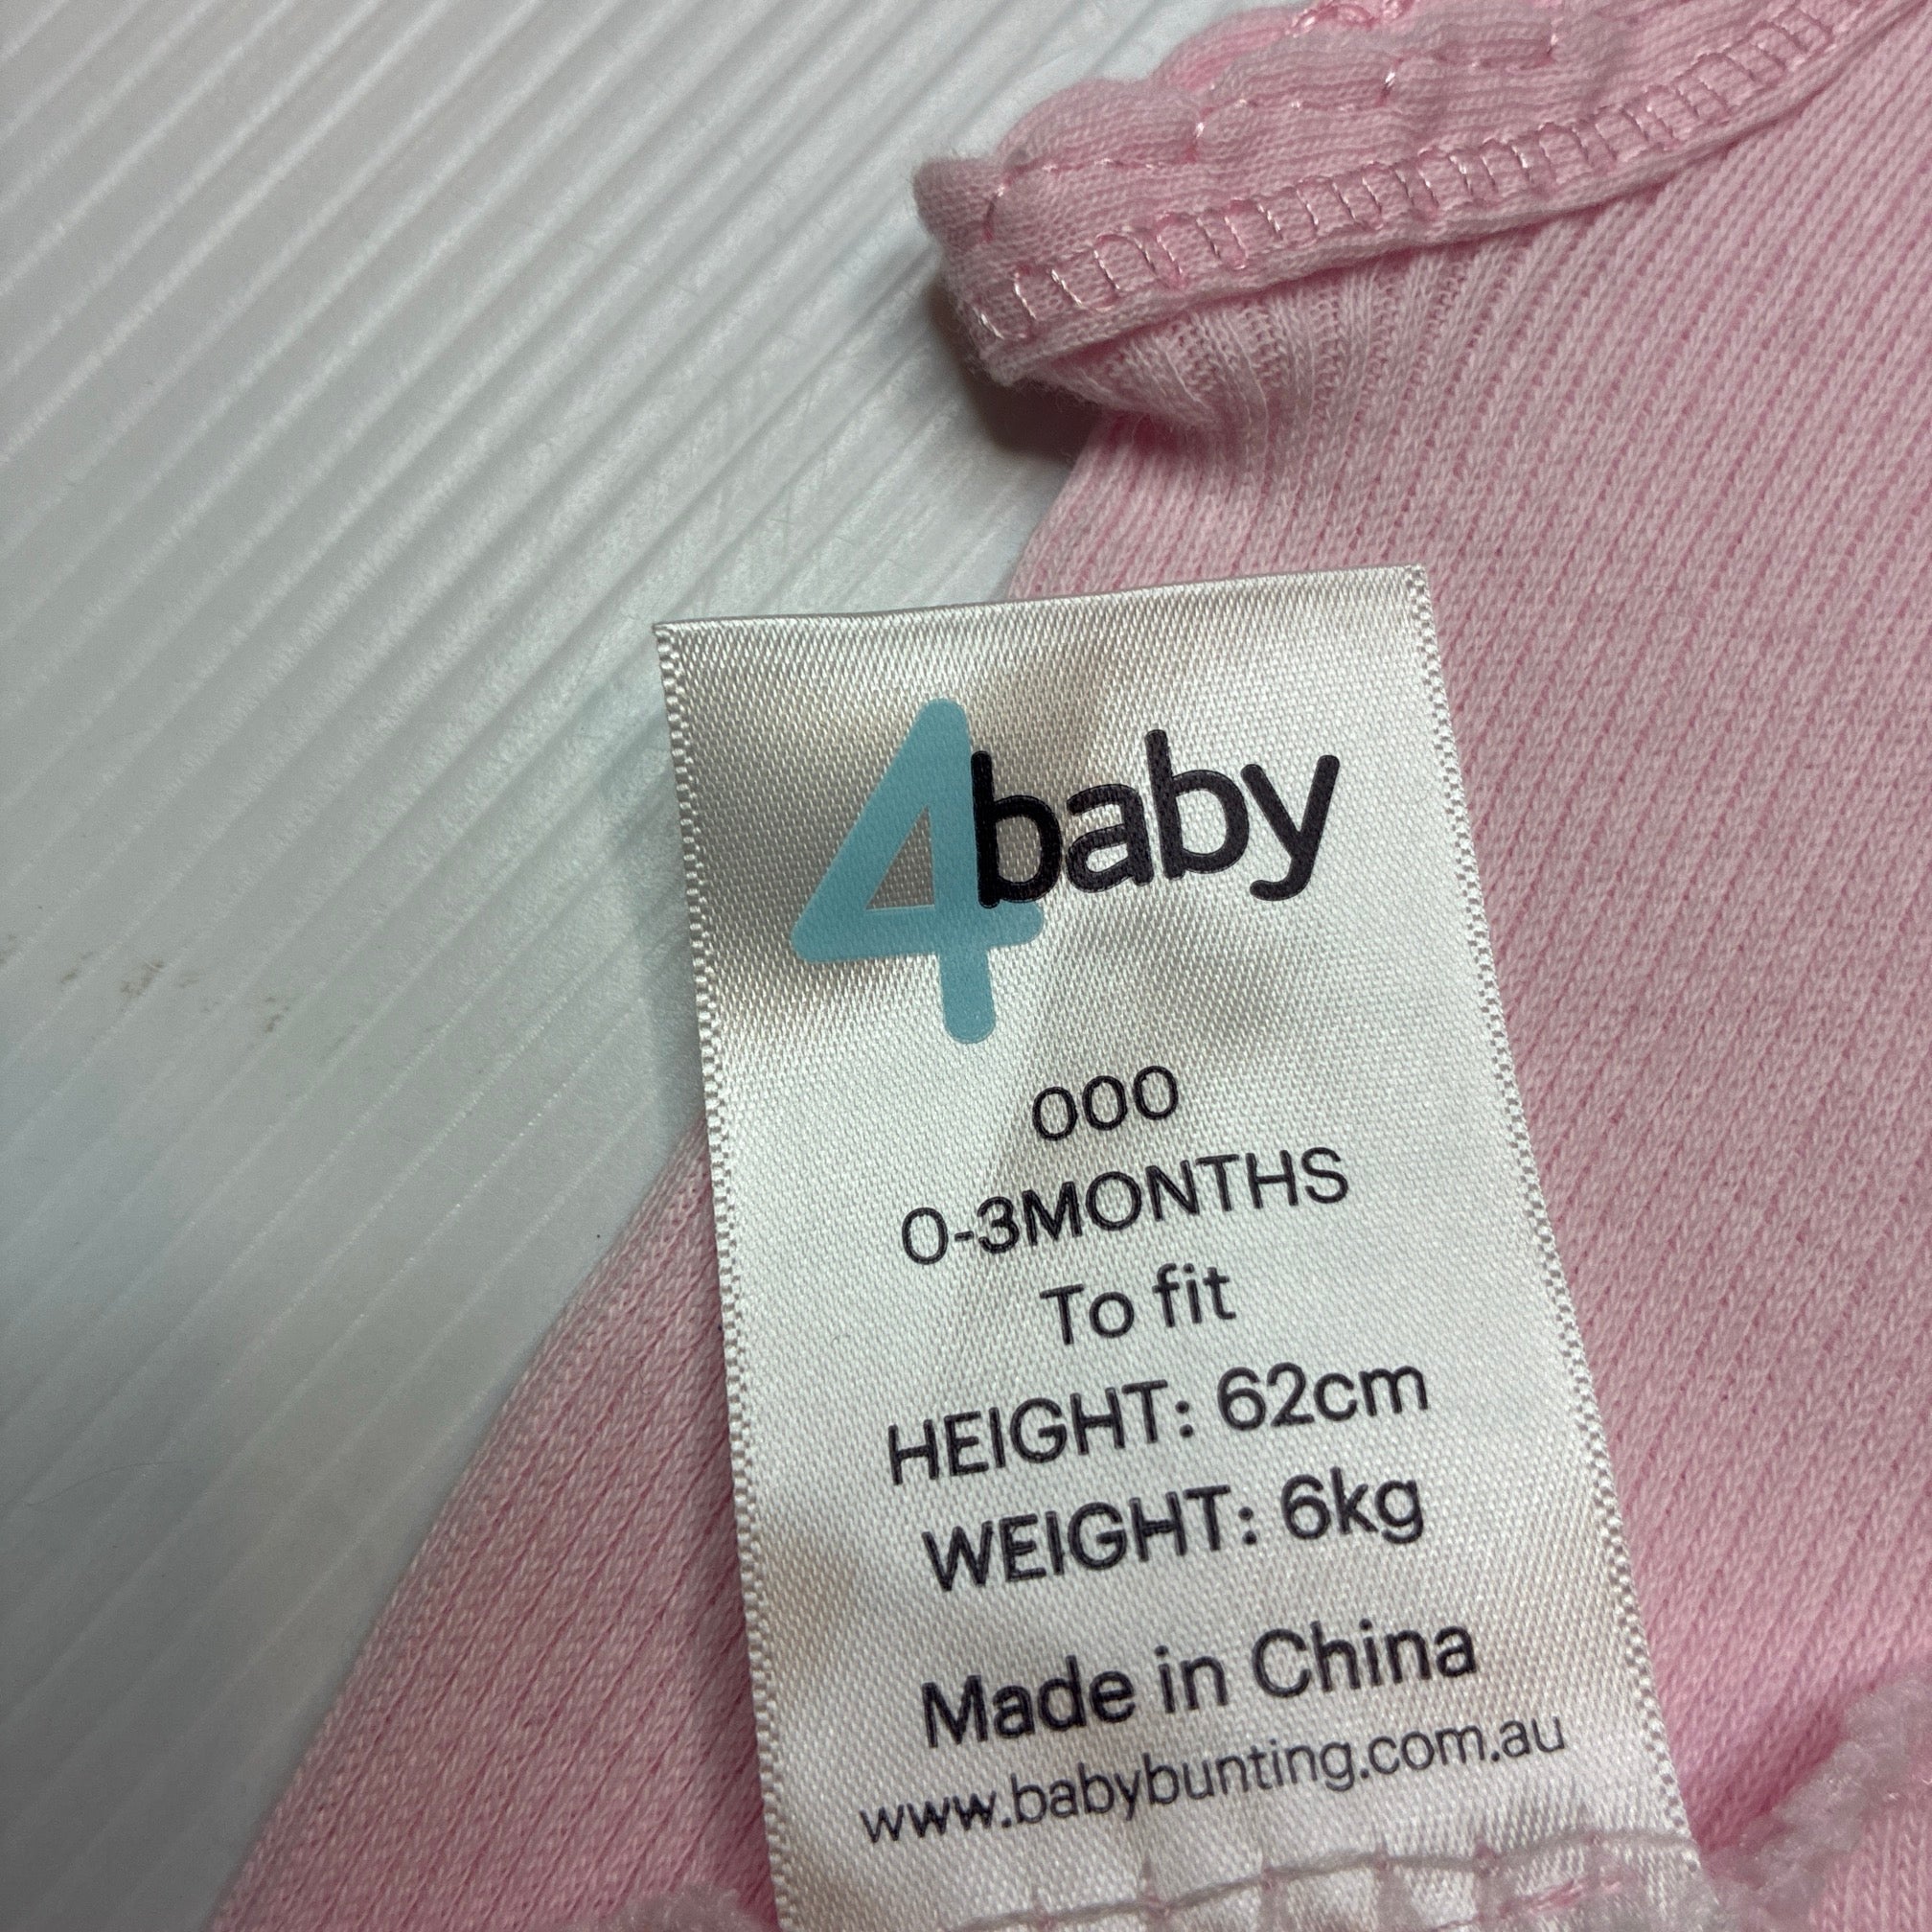 4baby
000
0-3MONTHS
To fit
HEIGHT: 62cm
WEIGHT: 6kg
Made in China
www.babybunting.com.au